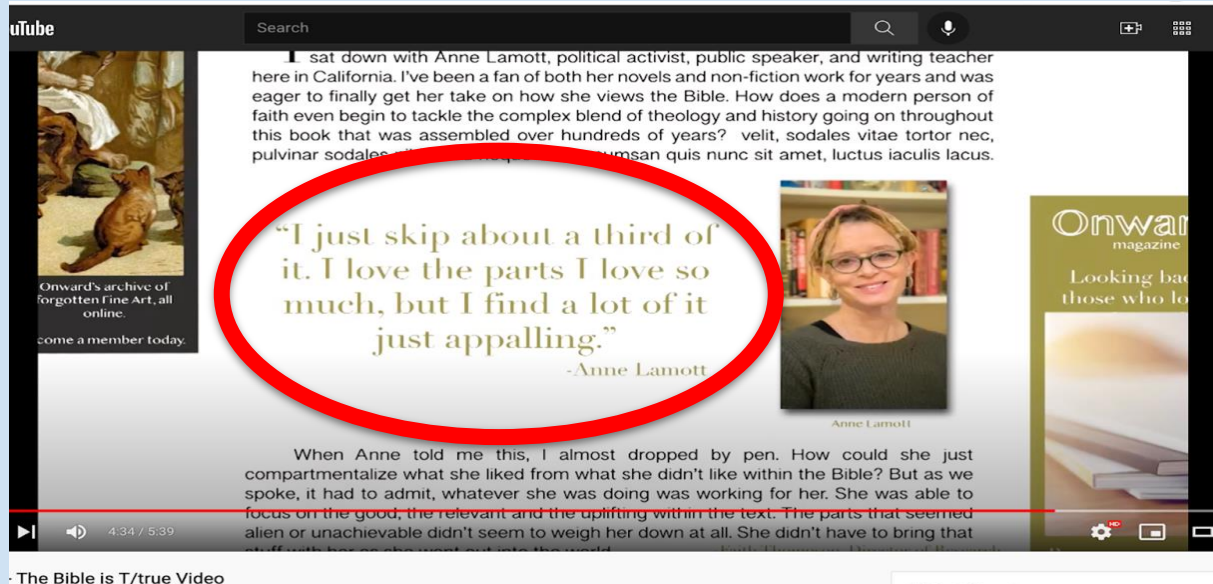 uTube
Search
I sat down with Anne Lamott, political activist, public speaker, and writing teacher
here in California. I've been a fan of both her novels and non-fiction work for years and was
eager to finally get her take on how she views the Bible. How does a modern person of
faith even begin to tackle the complex blend of theology and history going on throughout
this book that was assembled over hundreds of years? velit, sodales vitae tortor nec,
pulvinar sodales quis nunc sit amet, luctus iaculis lacus.
Onward's archive of
forgotten Fine Art, all
online.
come a member today.
“I just skip about a third of
it. I love the parts I love so
much, but I find a lot of it
just appalling.”
-Anne Lamott
Anne Lamott
Onwar
magazine
Looking bac
those who lo
When Anne told me this, I almost dropped by pen. How could she just
compartmentalize what she liked from what she didn't like within the Bible? But as we
spoke, it had to admit, whatever she was doing was working for her. She was able to
focus on the good, the relevant and the uplifting within the text. The parts that seemed
alien or unachievable didn't seem to weigh her down at all. She didn't have to bring that
stuff with her as she went out into the world.
4:34 / 5:39
HD
- The Bible is T/true Video